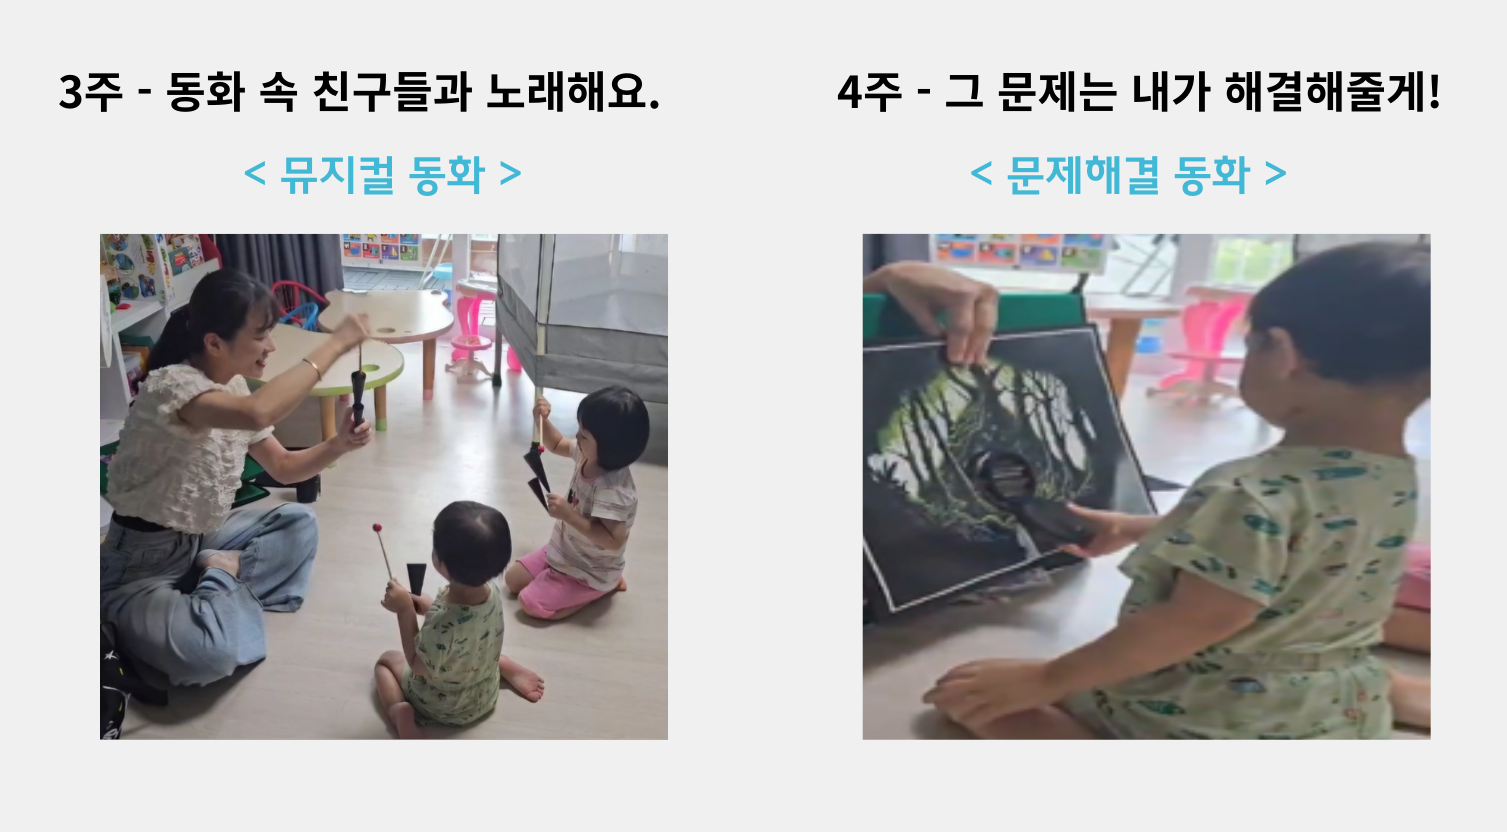 3주 - 동화 속 친구들과 노래해요.
< 뮤지컬 동화 >
4주 - 그 문제는 내가 해결해줄게!
< 문제해결 동화 >